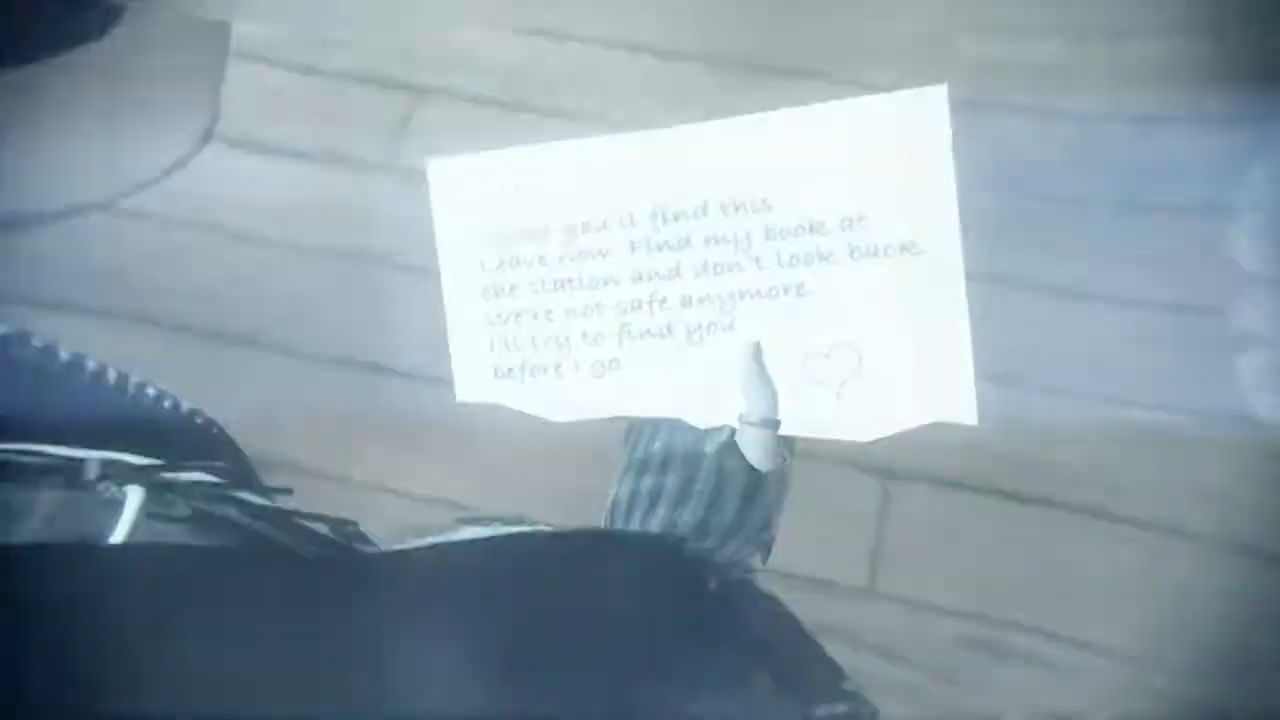 you'll find this
Leave now. Find my book at
the station and don't look back
we're not safe anymore
I'll try to find you
before I go